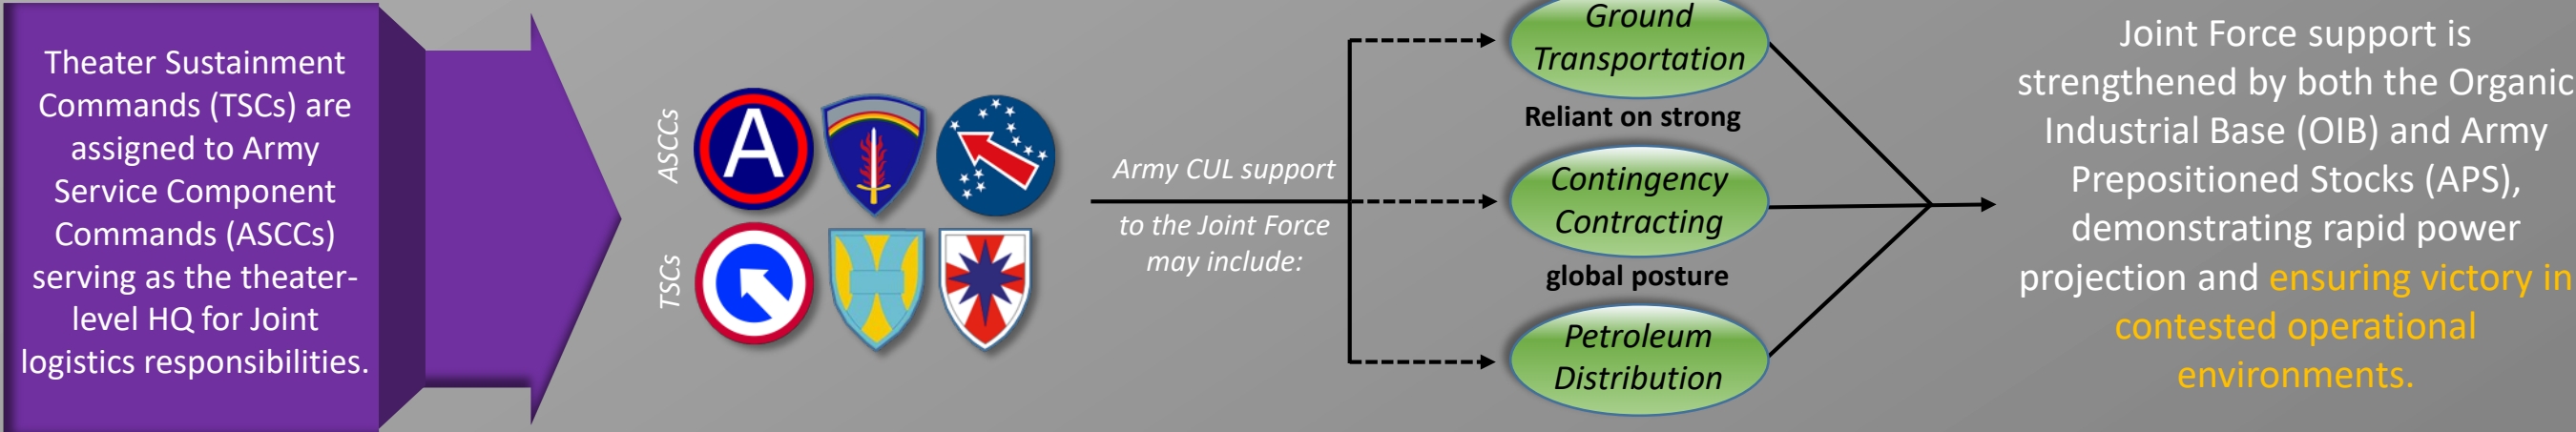 Theater Sustainment
Commands (TSCs) are
assigned to Army
Service Component
Commands (ASCCs)
serving as the theater-
level HQ for Joint
logistics responsibilities.
ASCCs
A
TSCs
Army CUL support
to the Joint Force
may include:
Ground
Transportation
Reliant on strong
Contingency
Contracting
global posture
Petroleum
Distribution
Joint Force support is
strengthened by both the Organic
Industrial Base (OIB) and Army
Prepositioned Stocks (APS),
demonstrating rapid power
projection and ensuring victory in
contested operational
environments.